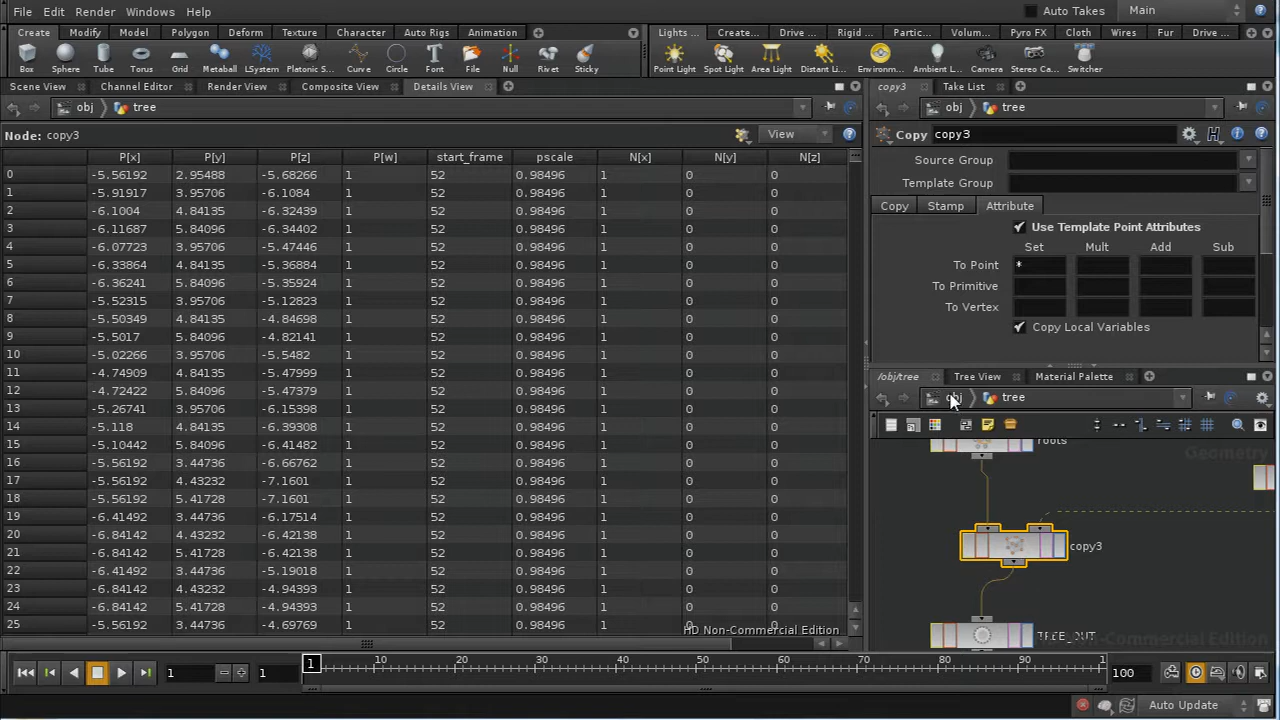 File Edit Render Windows Help Auto Takes Main
Create Modify Model Polygon Deform Texture Character Auto Rigs Animation Lights ... Create... Drive ... Rigid ... Partic... Volum... Pyro FX Cloth Wires Fur Drive ...
Box Sphere Tube Torus Grid Metaball LSystem Platonic S... Curve Circle Font File Null Rivet Sticky Point Light Spot Light Area Light Distant Li... Environm... Ambient L... Camera Stereo Ca... Switcher
Scene View Channel Editor Render View Composite View Details View copy3 Take List
obj tree obj tree
Node: copy3 View Copy copy3
P[x] P[y] P[z] P[w] start_frame pscale N[x] N[y] N[z]
0 -5.56192 2.95488 -5.68266 1 52 0.98496 1 0 0
1 -5.91917 3.95706 -6.1084 1 52 0.98496 1 0 0
2 -6.1004 4.84135 -6.32439 1 52 0.98496 1 0 0
3 -6.11687 5.84096 -6.34402 1 52 0.98496 1 0 0
4 -6.07723 3.95706 -5.47446 1 52 0.98496 1 0 0
5 -6.33864 4.84135 -5.36884 1 52 0.98496 1 0 0
6 -6.36241 5.84096 -5.35924 1 52 0.98496 1 0 0
7 -5.52315 3.95706 -5.12823 1 52 0.98496 1 0 0
8 -5.50349 4.84135 -4.84698 1 52 0.98496 1 0 0
9 -5.5017 5.84096 -4.82141 1 52 0.98496 1 0 0
10 -5.02266 3.95706 -5.5482 1 52 0.98496 1 0 0
11 -4.74909 4.84135 -5.47999 1 52 0.98496 1 0 0
12 -4.72422 5.84096 -5.47379 1 52 0.98496 1 0 0
13 -5.26741 3.95706 -6.15398 1 52 0.98496 1 0 0
14 -5.118 4.84135 -6.39308 1 52 0.98496 1 0 0
15 -5.10442 5.84096 -6.41482 1 52 0.98496 1 0 0
16 -5.56192 3.44736 -6.66762 1 52 0.98496 1 0 0
17 -5.56192 4.43232 -7.1601 1 52 0.98496 1 0 0
18 -5.56192 5.41728 -7.1601 1 52 0.98496 1 0 0
19 -6.41492 3.44736 -6.17514 1 52 0.98496 1 0 0
20 -6.84142 4.43232 -6.42138 1 52 0.98496 1 0 0
21 -6.84142 5.41728 -6.42138 1 52 0.98496 1 0 0
22 -6.41492 3.44736 -5.19018 1 52 0.98496 1 0 0
23 -6.84142 4.43232 -4.94393 1 52 0.98496 1 0 0
24 -6.84142 5.41728 -4.94393 1 52 0.98496 1 0 0
25 -5.56192 3.44736 -4.69769 1 52 0.98496 1 0 0
HD Non-Commercial Edition
Source Group
Template Group
Copy Stamp Attribute
Use Template Point Attributes
Set Mult Add Sub
To Point *
To Primitive
To Vertex
Copy Local Variables
/obj/tree Tree View Material Palette
obj tree
roots Geometry
copy3
TREE_OUT Non-Commercial Edition
1 1 1 10 20 30 40 50 60 70 80 90 1 100
Auto Update